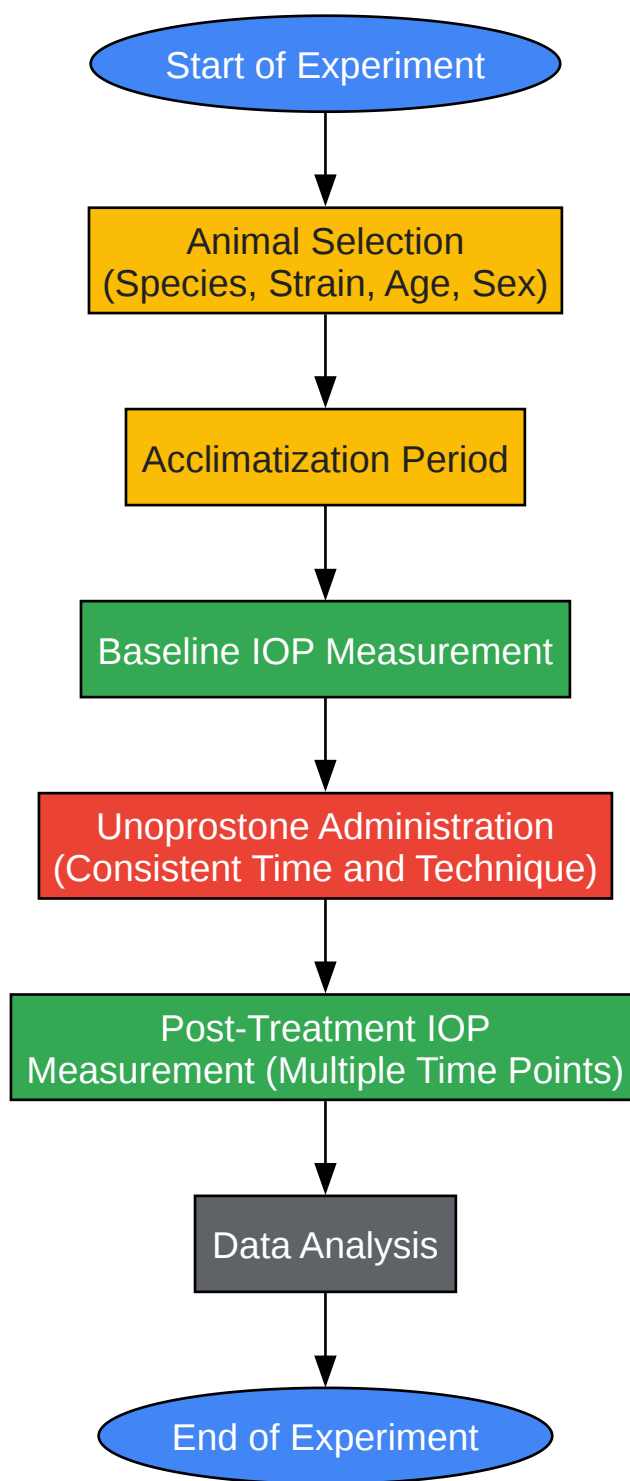 Start of Experiment
Animal Selection
(Species, Strain, Age, Sex)
Acclimatization Period
Baseline IOP Measurement
Unoprostone Administration
(Consistent Time and Technique)
Post-Treatment IOP
Measurement (Multiple Time Points)
Data Analysis
End of Experiment